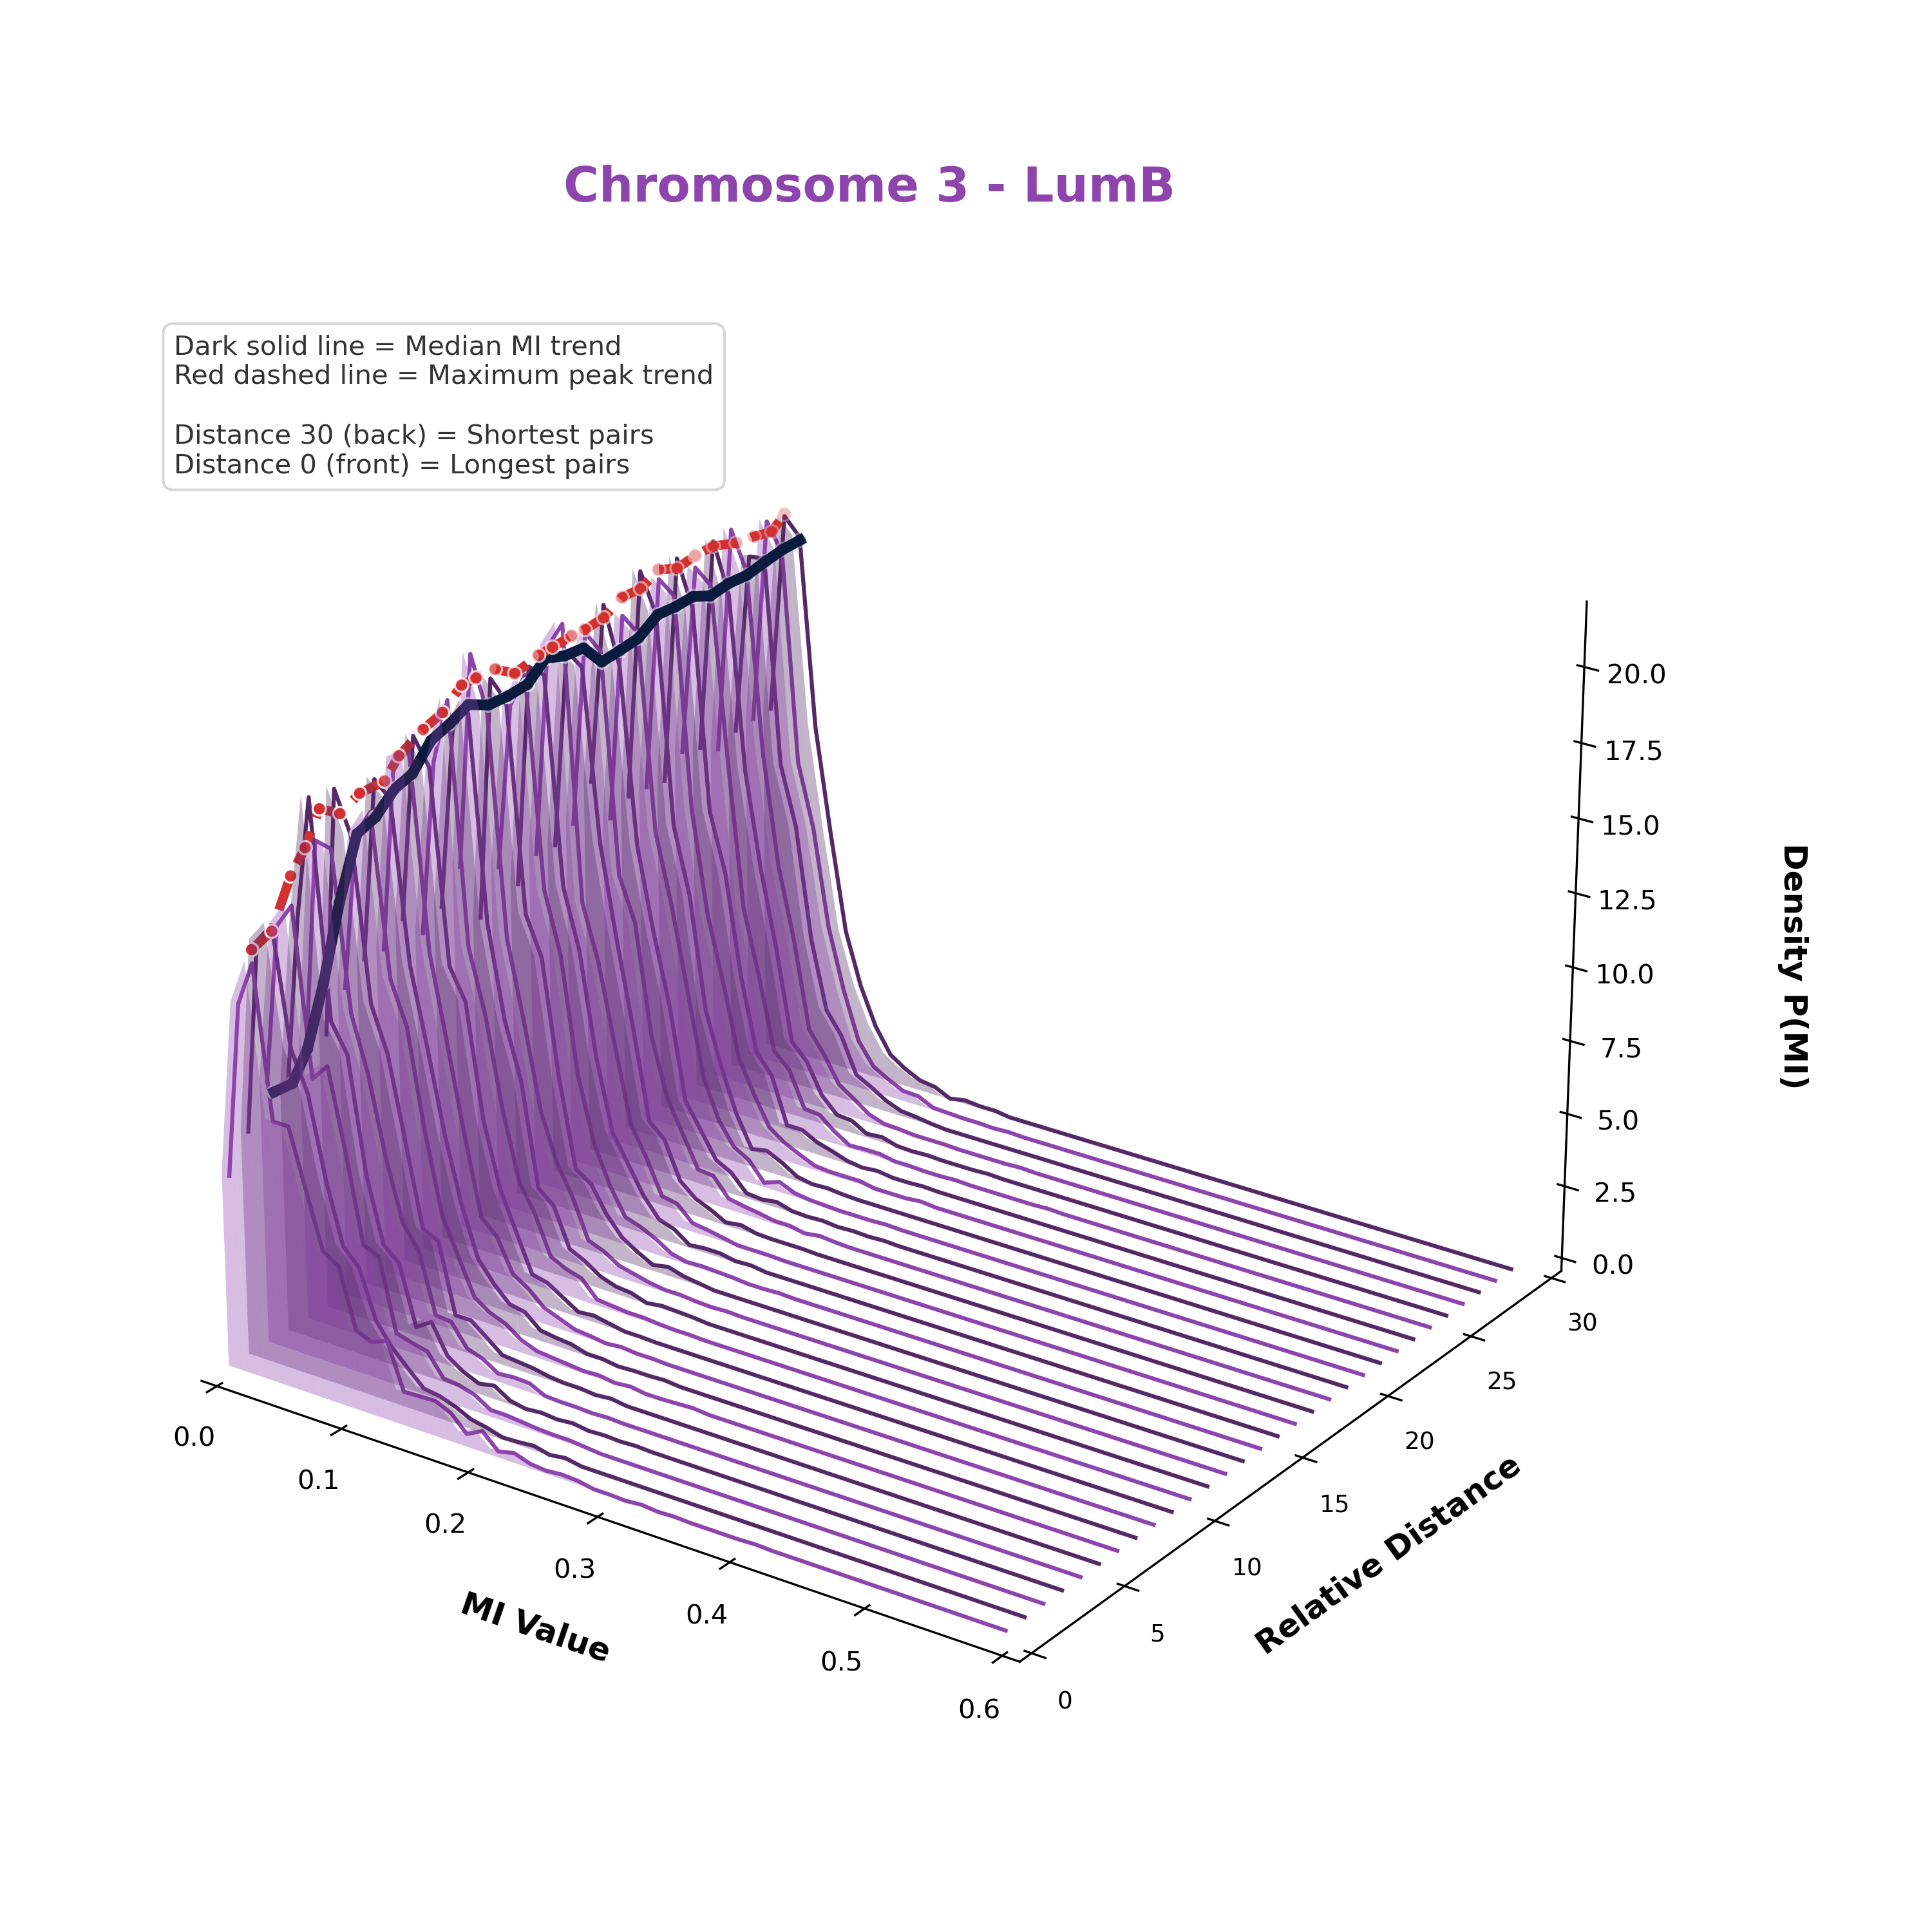 Chromosome 3 - LumB
Dark solid line = Median MI trend
Red dashed line = Maximum peak trend
Distance 30 (back) = Shortest pairs
Distance 0 (front) = Longest pairs
20.0
17.5
15.0
12.5
10.0
7.5
5.0
2.5
0.0
Density P(MI)
30
25
20
15
10
5
0
Relative Distance
0.0
0.1
0.2
0.3
0.4
0.5
0.6
MI Value